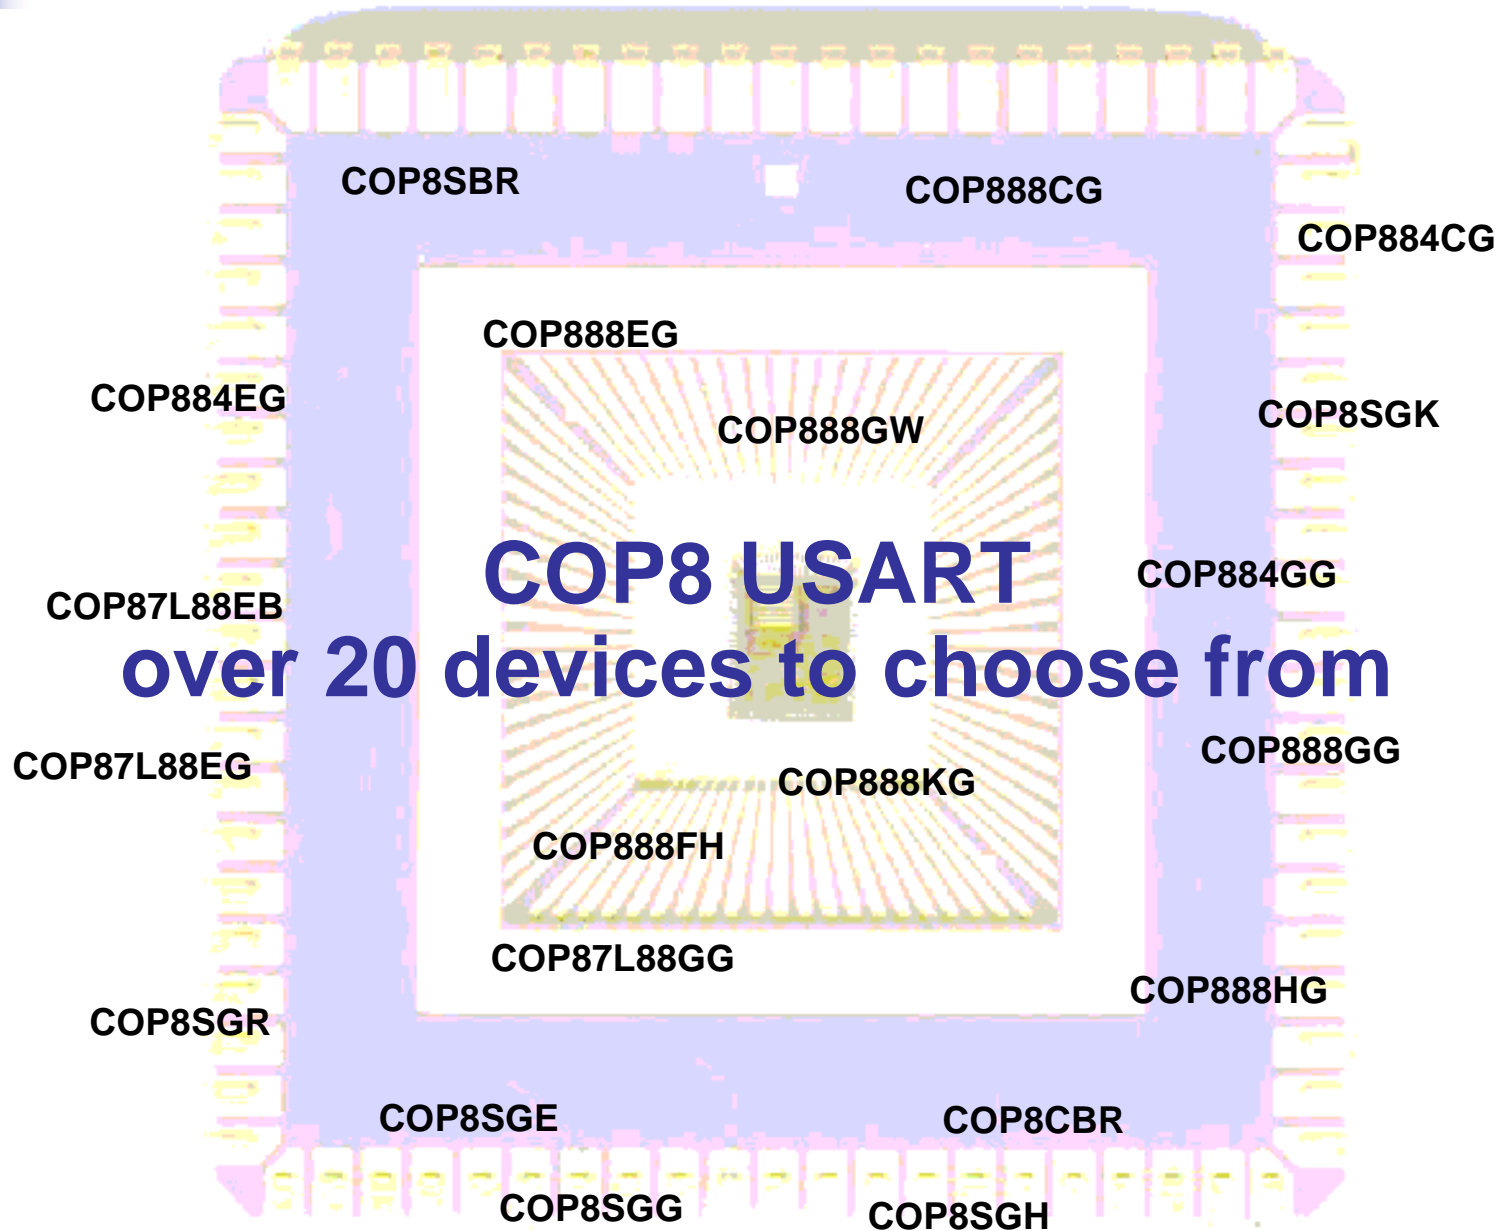 COP8SBR
COP888CG
COP884CG
COP888EG
COP884EG
COP8SGK
COP888GW
COP8 USART
COP884GG
COP87L88EB
over 20 devices to choose from
COP888GG
COP87L88EG
COP888KG
COP888FH
COP87L88GG
COP888HG
COP8SGR
COP8SGE
COP8CBR
COP8SGG
COP8SGH